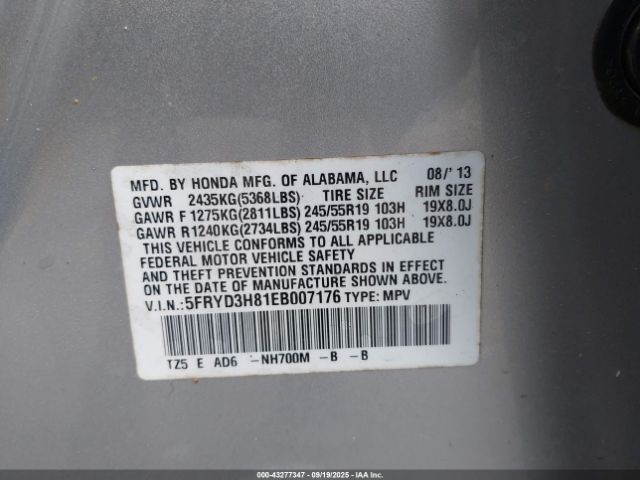 MFD. BY HONDA MFG. OF ALABAMA, LLC 08/' 13
GVWR 2435KG(5368LBS) TIRE SIZE RIM SIZE
GAWR F 1275KG(2811LBS) 245/55R19 103H 19X8.0J
GAWR R1240KG(2734LBS) 245/55R19 103H 19X8.0J
THIS VEHICLE CONFORMS TO ALL APPLICABLE
FEDERAL MOTOR VEHICLE SAFETY
AND THEFT PREVENTION STANDARDS IN EFFECT
ON THE DATE OF MANUFACTURE SHOWN ABOVE.
V.I.N.:5FRYD3H81EB007176 TYPE: MPV
TZ5 E AD6 -NH700M -B -B
000-43277347 - 09/19/2025 - COPYRIGHT IAA